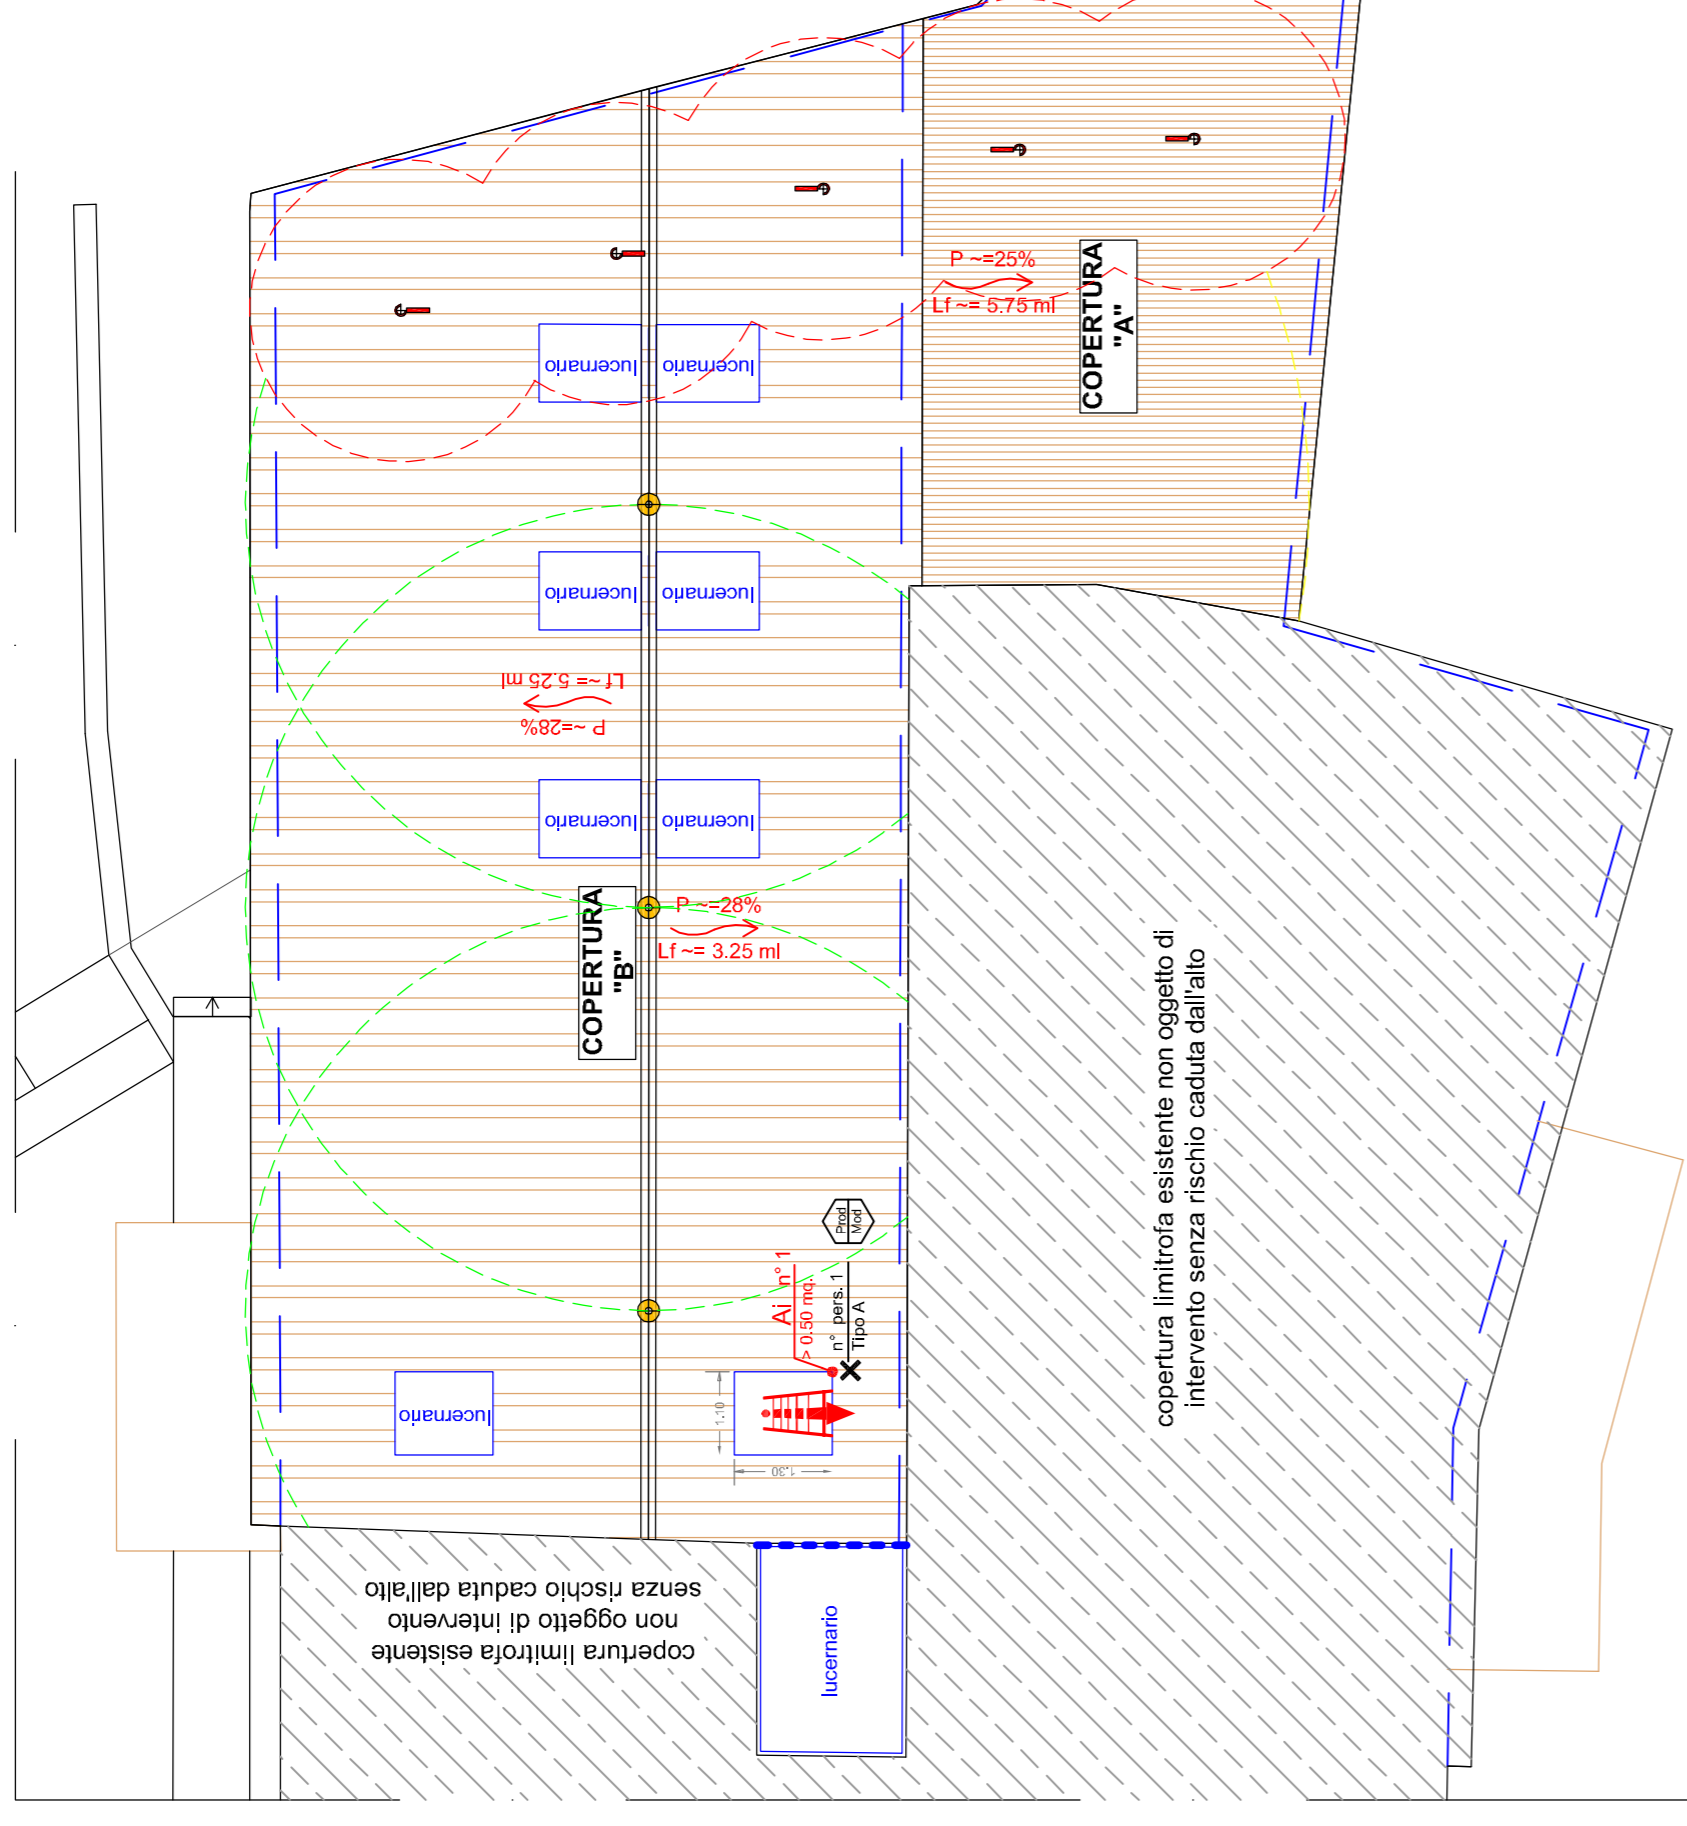 P ~=25%
Lf ~= 5.75 ml
COPERTURA
"A"
lucernario
lucernario
lucernario
lucernario
P ~=28%
Lf ~= 5.25 ml
lucernario
lucernario
COPERTURA
"B"
P ~=28%
Lf ~= 3.25 ml
copertura limitrofa esistente non oggetto di
intervento senza rischio caduta dall'alto
Prod
Mod
Ai n° 1
> 0.50 mq.
n° pers. 1
Tipo A
lucernario
1.10
1.30
copertura limitrofa esistente
non oggetto di intervento
senza rischio caduta dall'alto
lucernario